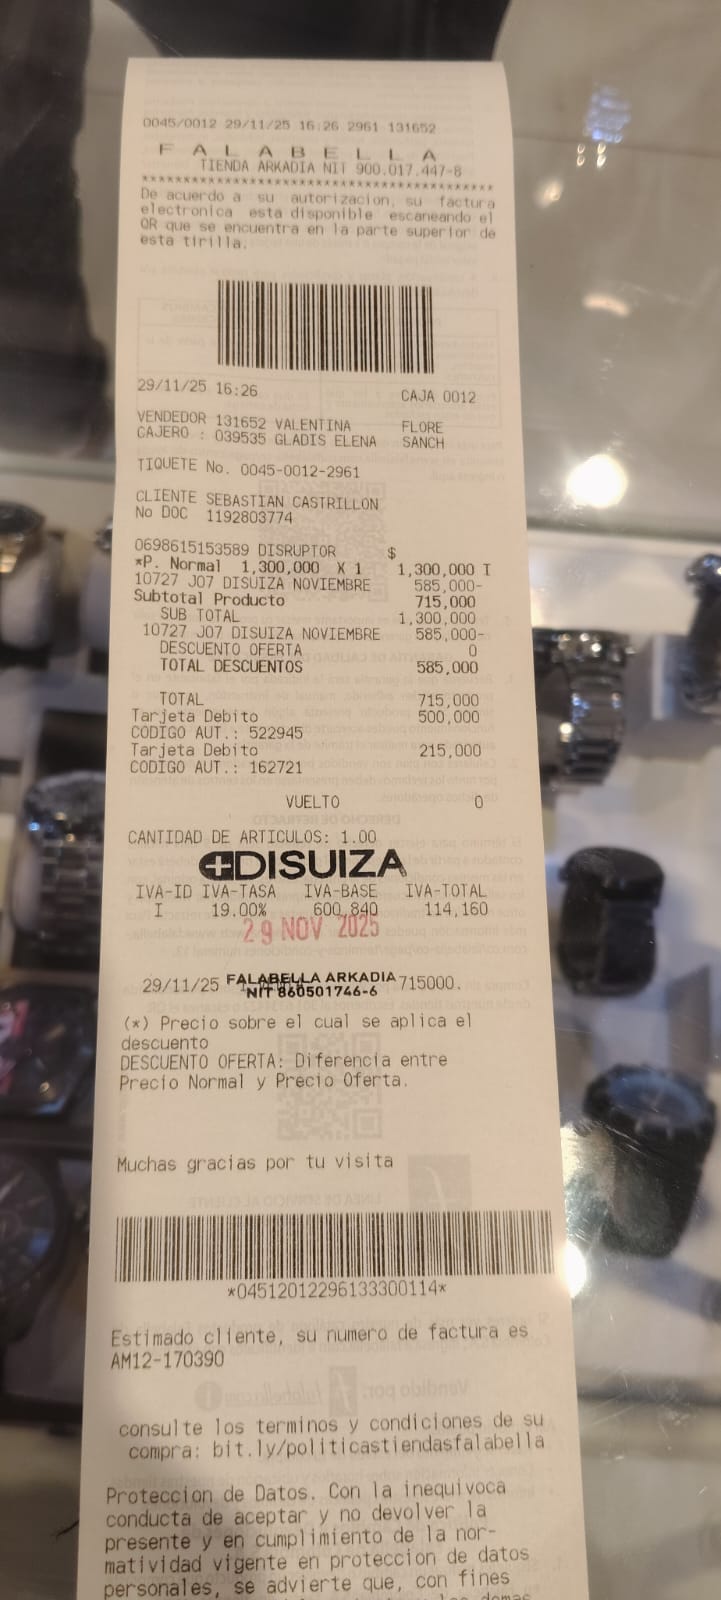 0045/0012 29/11/25 16:26 2961 131652
F A L A B E L L A
TIENDA ARKADIA NIT 900.017.447-8
********************************************
De acuerdo a su autorizacion, su factura
electronica esta disponible escaneando el
QR que se encuentra en la parte superior de
esta tirilla.
29/11/25 16:26 CAJA 0012
VENDEDOR 131652 VALENTINA FLORE
CAJERO : 039535 GLADIS ELENA SANCH
TIQUETE No. 0045-0012-2961
CLIENTE SEBASTIAN CASTRILLON
No DOC 1192803774
0698615153589 DISRUPTOR $
*P. Normal 1,300,000 X 1 1,300,000 I
10727 J07 DISUIZA NOVIEMBRE 585,000-
Subtotal Producto 715,000
SUB TOTAL 1,300,000
10727 J07 DISUIZA NOVIEMBRE 585,000-
DESCUENTO OFERTA 0
TOTAL DESCUENTOS 585,000
TOTAL 715,000
Tarjeta Debito 500,000
CODIGO AUT.: 522945
Tarjeta Debito 215,000
CODIGO AUT.: 162721
VUELTO 0
CANTIDAD DE ARTICULOS: 1.00
DISUIZA
IVA-ID IVA-TASA IVA-BASE IVA-TOTAL
I 19.00% 600,840 114,160
29 NOV 2025
29/11/25 FALABELLA ARKADIA 715000.
NIT 860501746-6
(*) Precio sobre el cual se aplica el
descuento
DESCUENTO OFERTA: Diferencia entre
Precio Normal y Precio Oferta.
Muchas gracias por tu visita
*04512012296133300114*
Estimado cliente, su numero de factura es
AM12-170390
consulte los terminos y condiciones de su
compra: bit.ly/politicastiendasfalabella
Proteccion de Datos. Con la inequivoca
conducta de aceptar y no devolver la
presente y en cumplimiento de la nor-
matividad vigente en proteccion de datos
personales, se advierte que, con fines